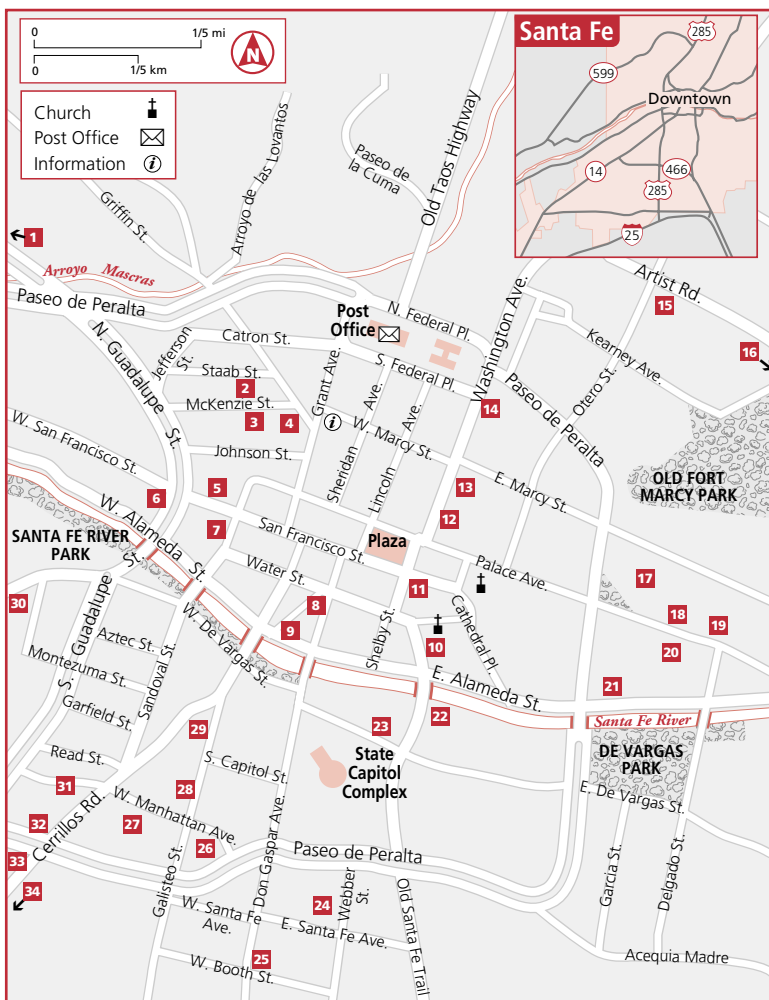 0
1/5 mi
0
1/5 km
N
Santa Fe
285
599
Downtown
14
466
285
25
Church
Post Office
Information
i
Griffin St.
Arroyo de las Lovantos
Paseo de
la Cuma
Old Taos Highway
1
Arroyo Mascras
Paseo de Peralta
N. Guadalupe St.
Jefferson
St.
Catron St.
Staab St.
2
McKenzie St.
3
4
Johnson St.
Grant Ave.
i
Post
Office
N. Federal Pl.
S. Federal Pl.
Washington Ave.
Artist Rd.
15
16
Kearney Ave.
Otero St.
Paseo de Peralta
14
Sheridan
Ave.
Lincoln
Ave.
W. Marcy St.
E. Marcy St.
13
12
OLD FORT
MARCY PARK
W. San Francisco St.
6
5
7
W. Alameda St.
SANTA FE RIVER
PARK
San Francisco St.
Plaza
Water St.
Palace Ave.
8
11
17
18
19
20
30
S. Guadalupe St.
Aztec St.
Montezuma St.
Garfield St.
Sandoval St.
W. De Vargas St.
9
Shelby St.
10
Cathedral Pl.
E. Alameda St.
21
22
Santa Fe River
23
29
State
Capitol
Complex
S. Capitol St.
DE VARGAS
PARK
E. De Vargas St.
Read St.
31
28
32
27
W. Manhattan Ave.
26
33
Cerrillos Rd.
34
Galisteo St.
Don Gaspar Ave.
Paseo de Peralta
24
Webber
St.
W. Santa Fe
Ave.
E. Santa Fe Ave.
Old Santa Fe Trail
25
W. Booth St.
Garcia St.
Delgado St.
Acequia Madre